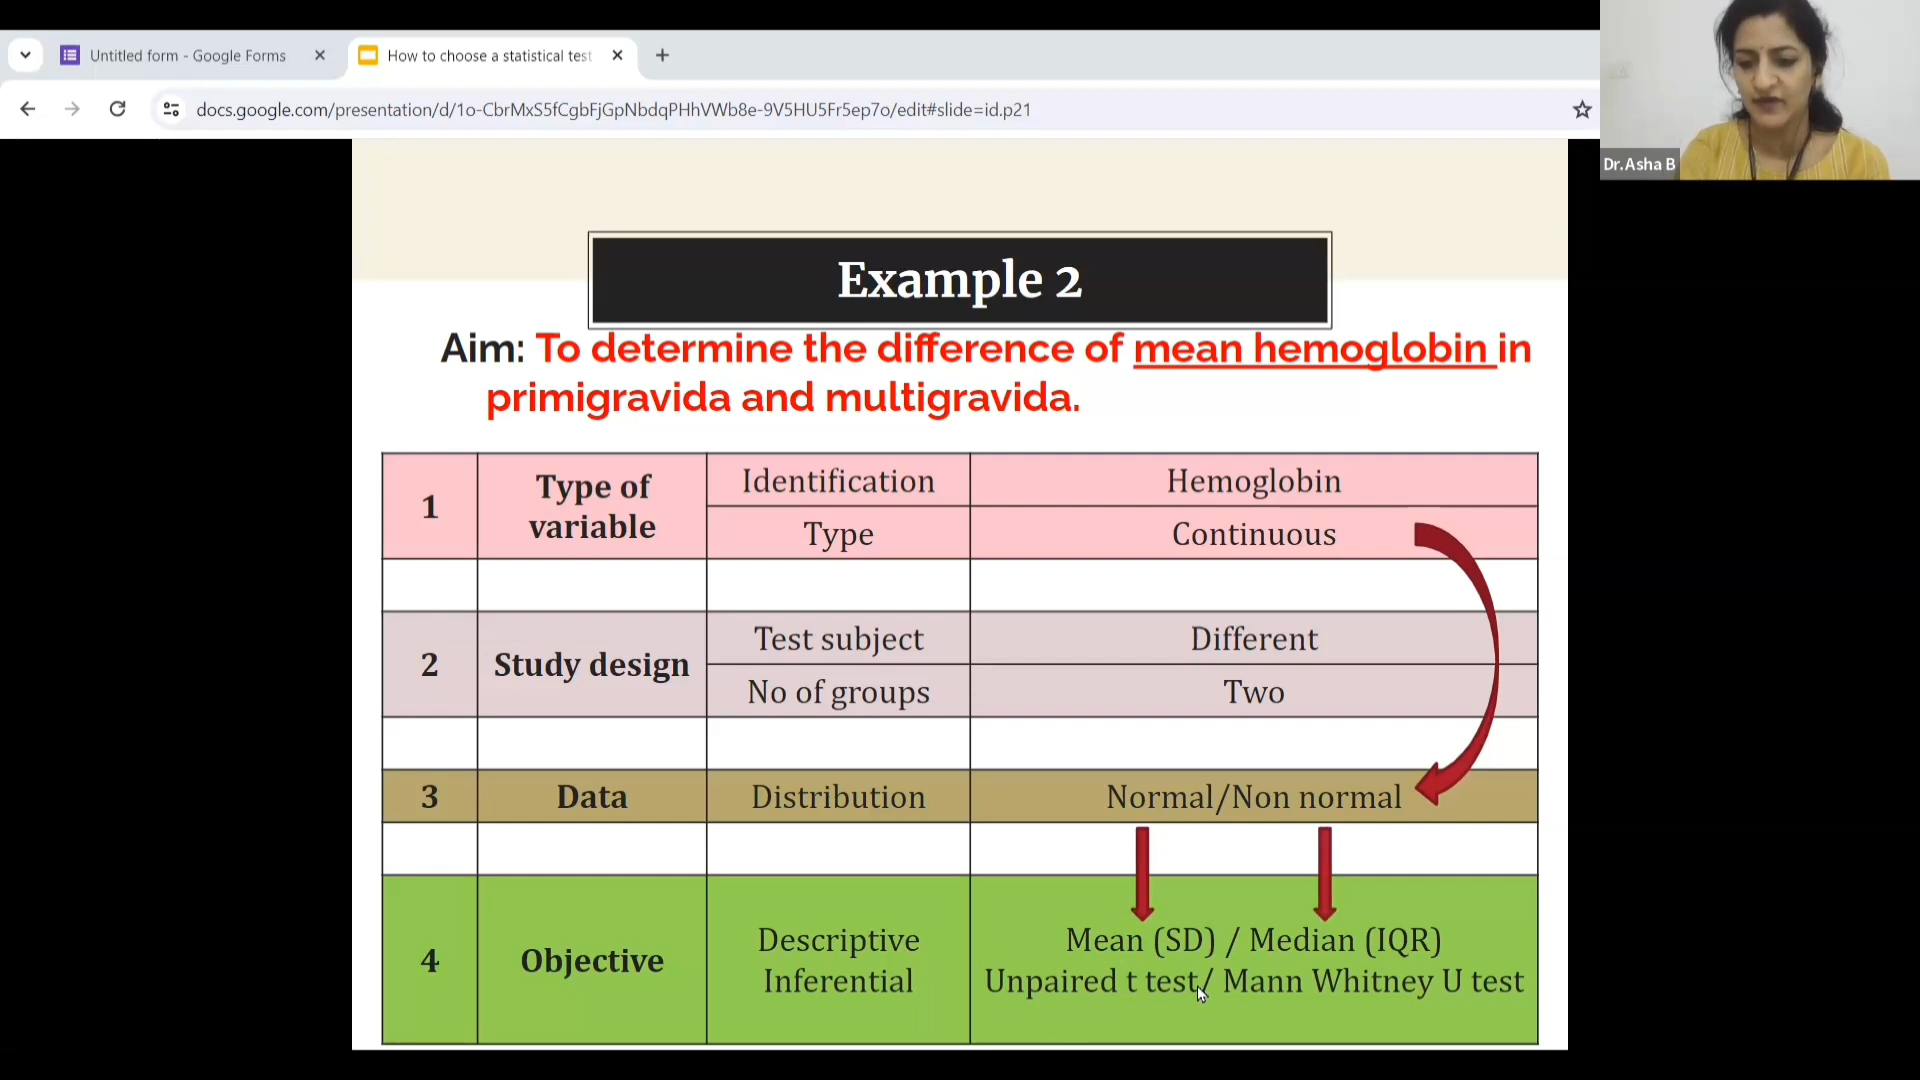 Untitled form - Google Forms
How to choose a statistical test
docs.google.com/presentation/d/1o-CbrMxS5fCgbFjGpNbdqPHhVWb8e-9V5HU5Fr5ep7o/edit#slide=id.p21
Dr.Asha B
Example 2
Aim: To determine the difference of mean hemoglobin in
primigravida and multigravida.
1
Type of
variable
Identification
Hemoglobin
Type
Continuous
2
Study design
Test subject
Different
No of groups
Two
3
Data
Distribution
Normal/Non normal
4
Objective
Descriptive
Inferential
Mean (SD) / Median (IQR)
Unpaired t test/ Mann Whitney U test